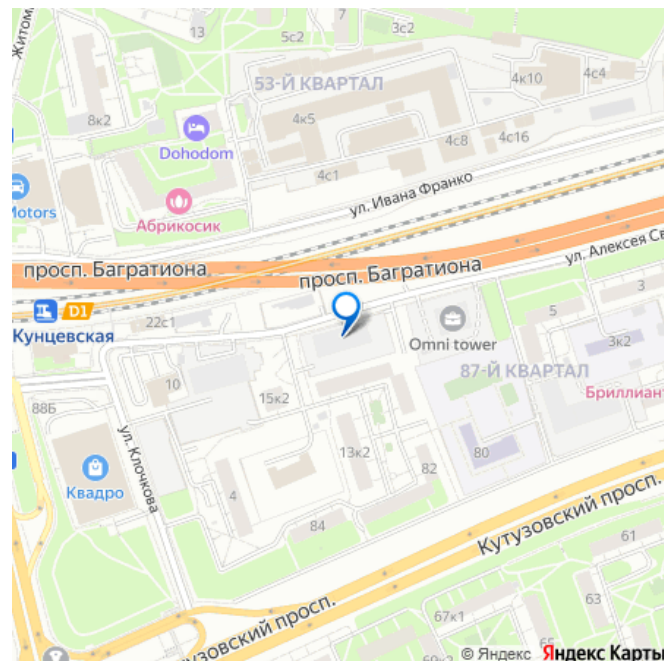 Житом
13
7
5с2
3с2
4к10
4с4
53-Й КВАРТАЛ
8к2
4к5
Dohodom
4с8
4с16
4с1
Motors
Абрикосик
ул. Ивана Франко
просп. Багратиона
просп. Багратиона
ул. Алексея Св
D1
Кунцевская
22с1
Omni tower
5
3
3к2
87-Й КВАРТАЛ
Бриллиант
10
15к2
88Б
ул. Клочкова
Квадро
4
13к2
82
80
84
Кутузовский просп.
61
63
65
67к1
69к2
67к2
узовский просп.
© Яндекс Яндекс Карты